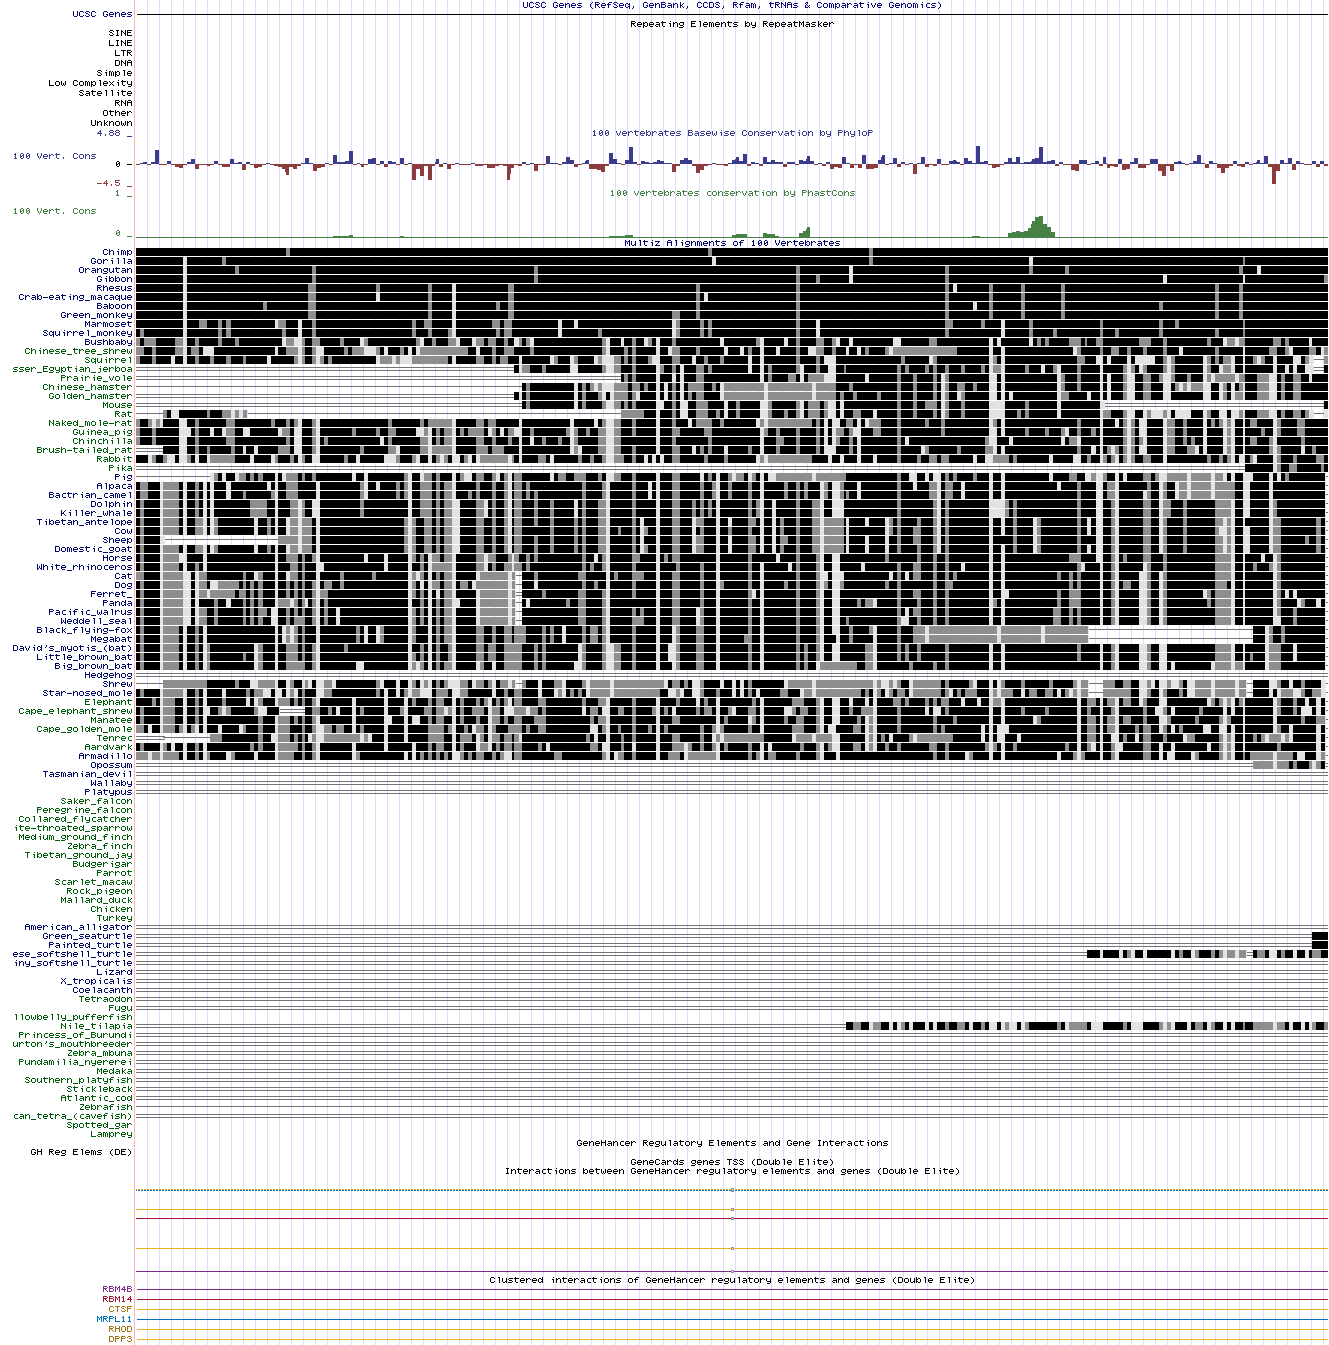 UCSC Genes (RefSeq, GenBank, CCDS, Rfam, tRNAs & Comparative Genomics)
UCSC Genes
Repeating Elements by RepeatMasker
SINE
LINE
LTR
DNA
Simple
Low Complexity
Satellite
RNA
Other
Unknown
4.88 _
100 vertebrates Basewise Conservation by PhyloP
100 Vert. Cons
0 -
-4.5 _
1 _
100 vertebrates conservation by PhastCons
100 Vert. Cons
0 _
Multiz Alignments of 100 Vertebrates
Chimp
Gorilla
Orangutan
Gibbon
Rhesus
Crab-eating_macaque
Baboon
Green_monkey
Marmoset
Squirrel_monkey
Bushbaby
Chinese_tree_shrew
Squirrel
sser_Egyptian_jerboa
Prairie_vole
Chinese_hamster
Golden_hamster
Mouse
Rat
Naked_mole-rat
Guinea_pig
Chinchilla
Brush-tailed_rat
Rabbit
Pika
Pig
Alpaca
Bactrian_camel
Dolphin
Killer_whale
Tibetan_antelope
Cow
Sheep
Domestic_goat
Horse
White_rhinoceros
Cat
Dog
Ferret_
Panda
Pacific_walrus
Weddell_seal
Black_flying-fox
Megabat
David's_myotis_(bat)
Little_brown_bat
Big_brown_bat
Hedgehog
Shrew
Star-nosed_mole
Elephant
Cape_elephant_shrew
Manatee
Cape_golden_mole
Tenrec
Aardvark
Armadillo
Opossum
Tasmanian_devil
Wallaby
Platypus
Saker_falcon
Peregrine_falcon
Collared_flycatcher
ite-throated_sparrow
Medium_ground_finch
Zebra_finch
Tibetan_ground_jay
Budgerigar
Parrot
Scarlet_macaw
Rock_pigeon
Mallard_duck
Chicken
Turkey
American_alligator
Green_seaturtle
Painted_turtle
ese_softshell_turtle
iny_softshell_turtle
Lizard
X_tropicalis
Coelacanth
Tetraodon
Fugu
llowbelly_pufferfish
Nile_tilapia
Princess_of_Burundi
urton's_mouthbreeder
Zebra_mbuna
Pundamilia_nyererei
Medaka
Southern_platyfish
Stickleback
Atlantic_cod
Zebrafish
can_tetra_(cavefish)
Spotted_gar
Lamprey
GeneHancer Regulatory Elements and Gene Interactions
GH Reg Elems (DE)
GeneCards genes TSS (Double Elite)
Interactions between GeneHancer regulatory elements and genes (Double Elite)
Clustered interactions of GeneHancer regulatory elements and genes (Double Elite)
RBM4B
RBM14
CTSF
MRPL11
RHOD
DPP3